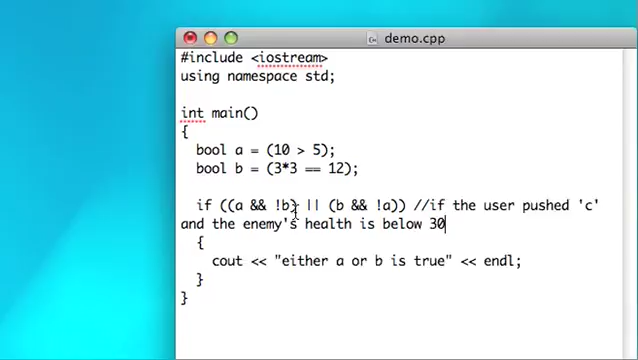 demo.cpp
#include <iostream>
using namespace std;
int main()
{
bool a = (10 > 5);
bool b = (3*3 == 12);
if ((a && !b) || (b && !a)) //if the user pushed 'c'
and the enemy's health is below 30
{
cout << "either a or b is true" << endl;
}
}